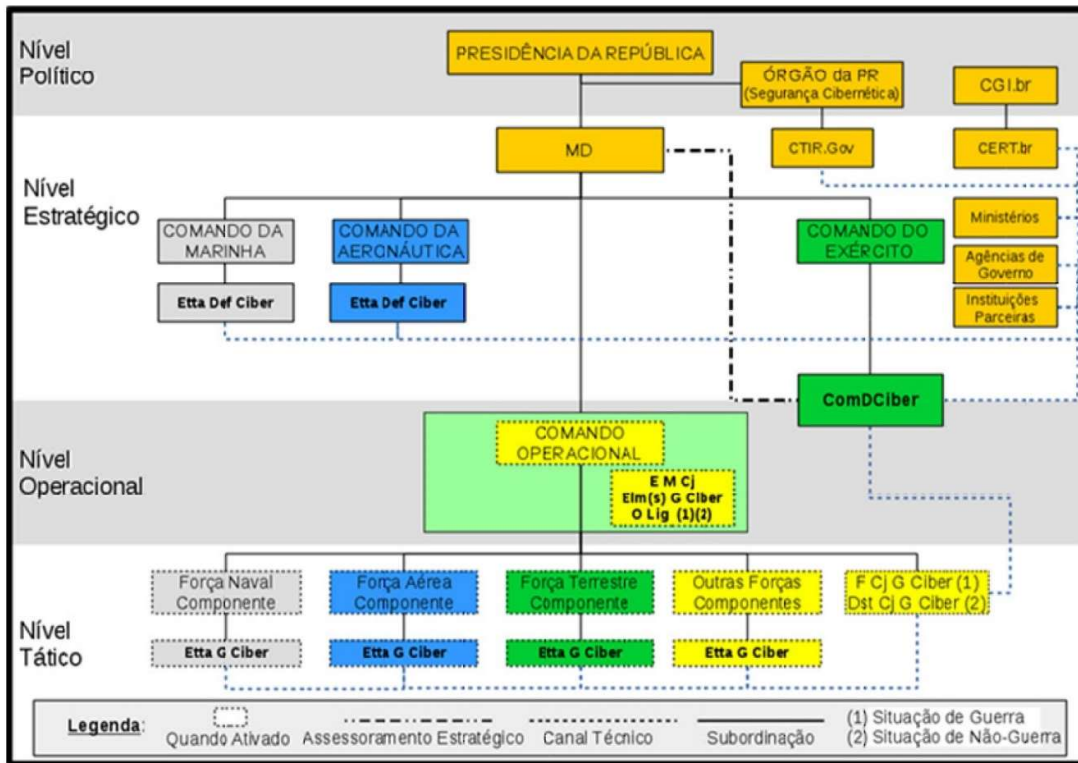 Nível
Político
PRESIDÊNCIA DA REPÚBLICA
ÓRGÃO da PR
(Segurança Cibernética)
CGI.br
MD
CTIR.Gov
CERT.br
Nível
Estratégico
COMANDO DA
MARINHA
COMANDO DA
AERONÁUTICA
COMANDO DO
EXÉRCITO
Ministérios
Agências de
Governo
Instituições
Parceiras
Etta Def Ciber
Etta Def Ciber
ComDCiber
Nível
Operacional
COMANDO
OPERACIONAL
E M Cj
Elm(s) G Ciber
O Lig (1)(2)
Nível
Tático
Força Naval
Componente
Força Aérea
Componente
Força Terrestre
Componente
Outras Forças
Componentes
F Cj G Ciber (1)
Dst Cj G Ciber (2)
Etta G Ciber
Etta G Ciber
Etta G Ciber
Etta G Ciber
Legenda:
Quando Ativado
Assessoramento Estratégico
Canal Técnico
Subordinação
(1) Situação de Guerra
(2) Situação de Não-Guerra